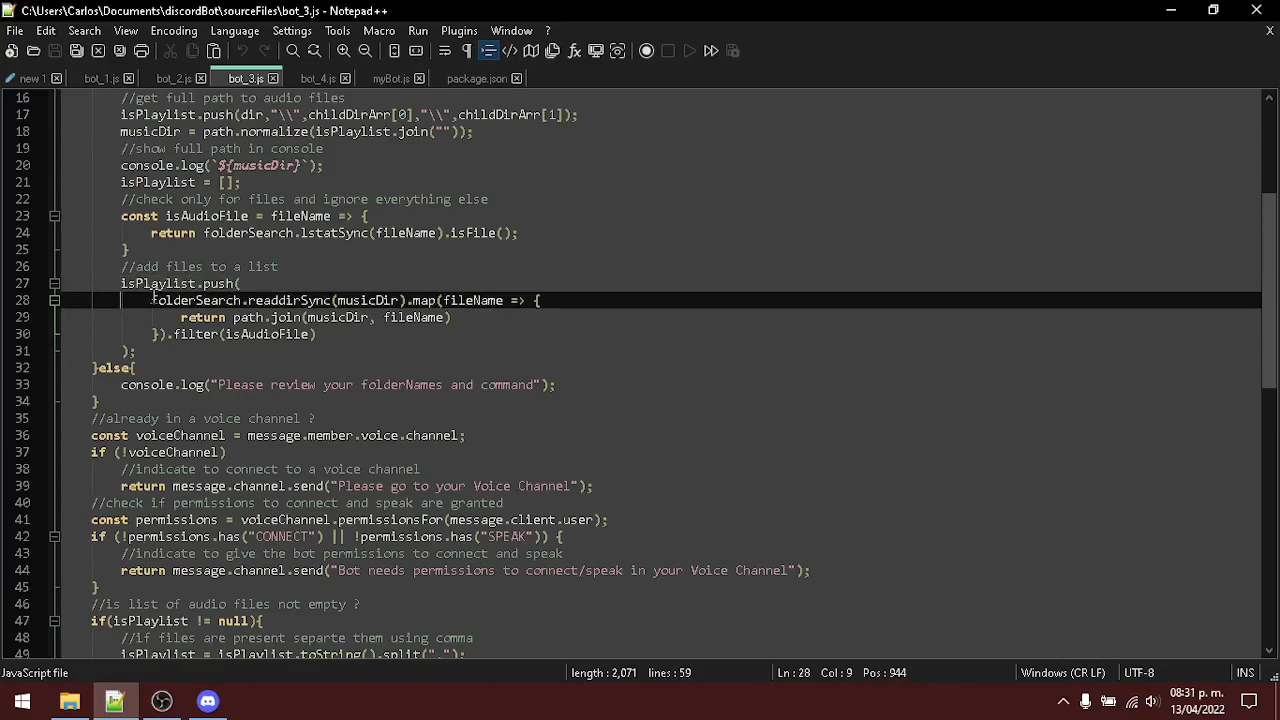 C:\Users\Carlos\Documents\discordBot\sourceFiles\bot_3.js - Notepad++
File Edit Search View Encoding Language Settings Tools Macro Run Plugins Window ? X
new 1 bot_1.js bot_2.js bot_3.js bot_4.js myBot.js package.json
16 //get full path to audio files
17 isPlaylist.push(dir,"\\",childDirArr[0],"\\",childDirArr[1]);
18 musicDir = path.normalize(isPlaylist.join(""));
19 //show full path in console
20 console.log(`${musicDir}`);
21 isPlaylist = [];
22 //check only for files and ignore everything else
23 const isAudioFile = fileName => {
24 return folderSearch.lstatSync(fileName).isFile();
25 }
26 //add files to a list
27 isPlaylist.push(
28 folderSearch.readdirSync(musicDir).map(fileName => {
29 return path.join(musicDir, fileName)
30 }).filter(isAudioFile)
31 );
32 }else{
33 console.log("Please review your folderNames and command");
34 }
35 //already in a voice channel ?
36 const voiceChannel = message.member.voice.channel;
37 if (!voiceChannel)
38 //indicate to connect to a voice channel
39 return message.channel.send("Please go to your Voice Channel");
40 //check if permissions to connect and speak are granted
41 const permissions = voiceChannel.permissionsFor(message.client.user);
42 if (!permissions.has("CONNECT") || !permissions.has("SPEAK")) {
43 //indicate to give the bot permissions to connect and speak
44 return message.channel.send("Bot needs permissions to connect/speak in your Voice Channel");
45 }
46 //is list of audio files not empty ?
47 if(isPlaylist != null){
48 //if files are present separte them using comma
49 isPlaylist = isPlaylist.toString().split(",");
JavaScript file length : 2,071 lines : 59 Ln : 28 Col : 9 Pos : 944 Windows (CR LF) UTF-8 INS
08:31 p. m.
13/04/2022